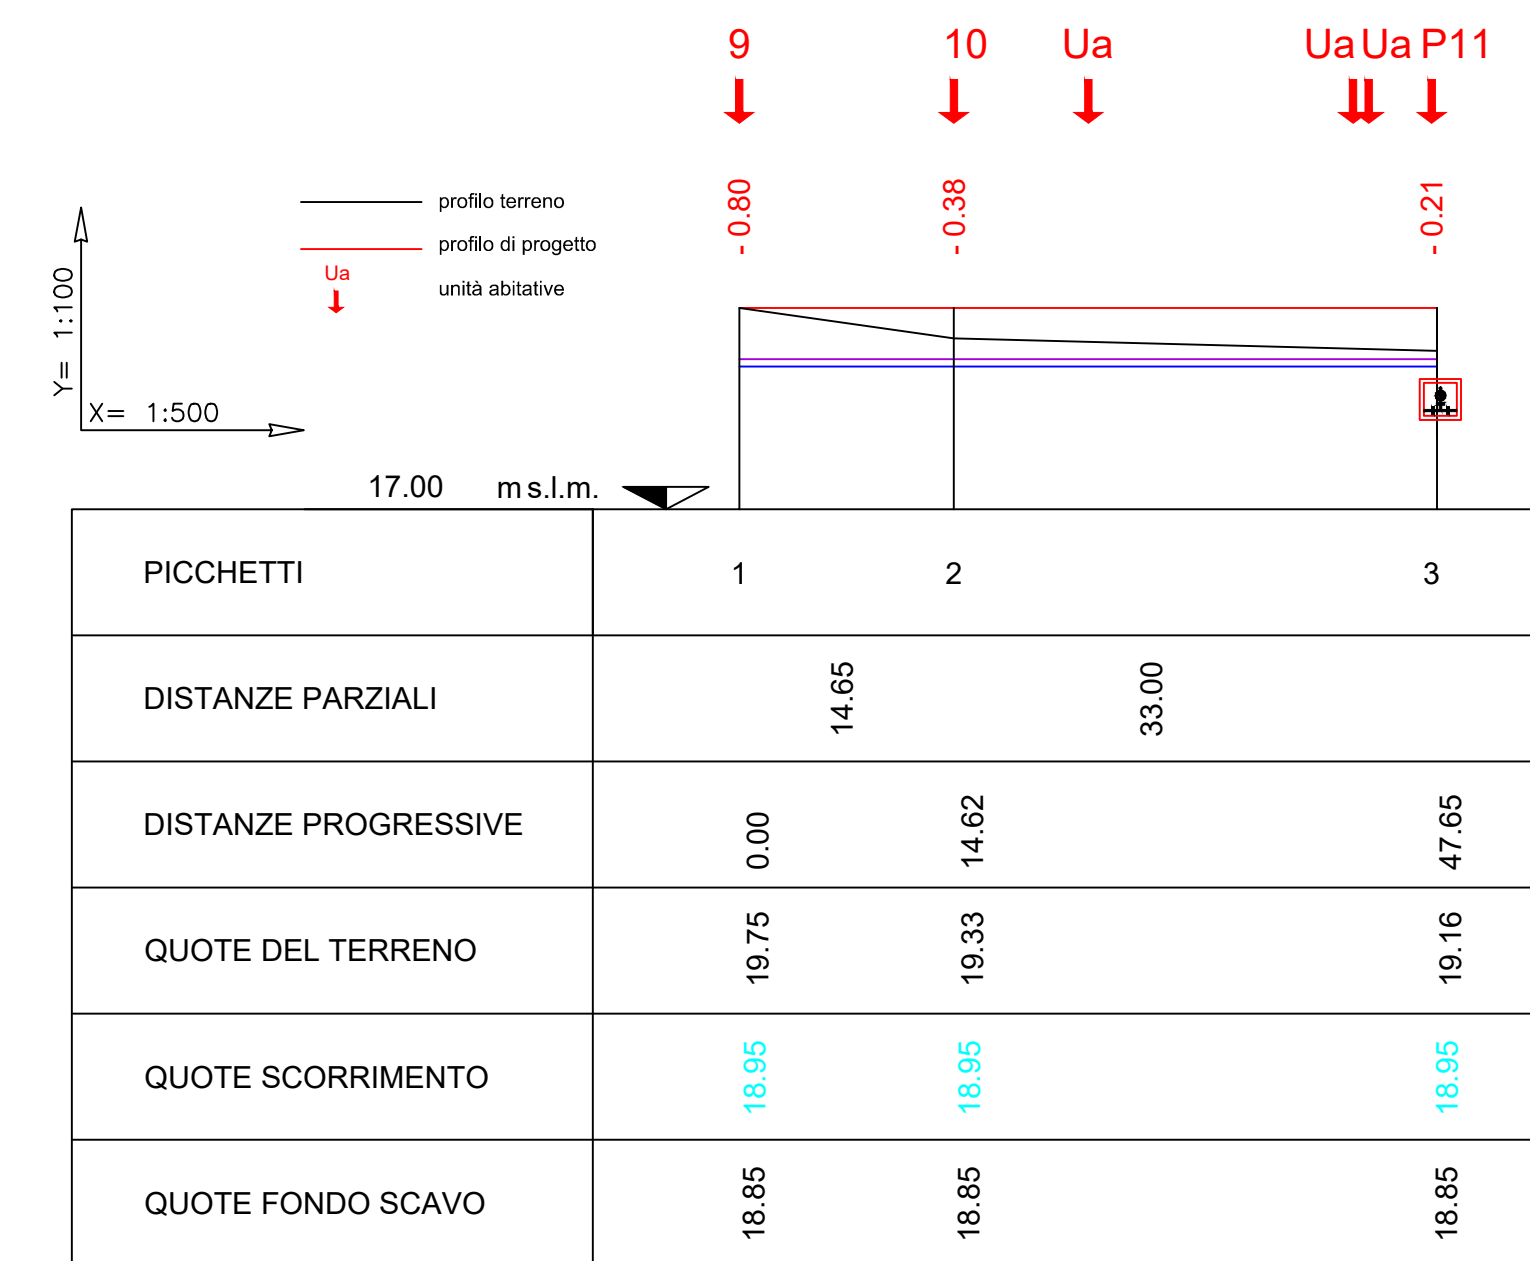 9 10 Ua Ua Ua P11
- 0.80 - 0.38 - 0.21
profilo terreno
profilo di progetto
Ua
unità abitative
Y= 1:100
X= 1:500
17.00 m s.l.m.
PICCHETTI 1 2 3
DISTANZE PARZIALI 14.65 33.00
DISTANZE PROGRESSIVE 0.00 14.62 47.65
QUOTE DEL TERRENO 19.75 19.33 19.16
QUOTE SCORRIMENTO 18.95 18.95 18.95
QUOTE FONDO SCAVO 18.85 18.85 18.85